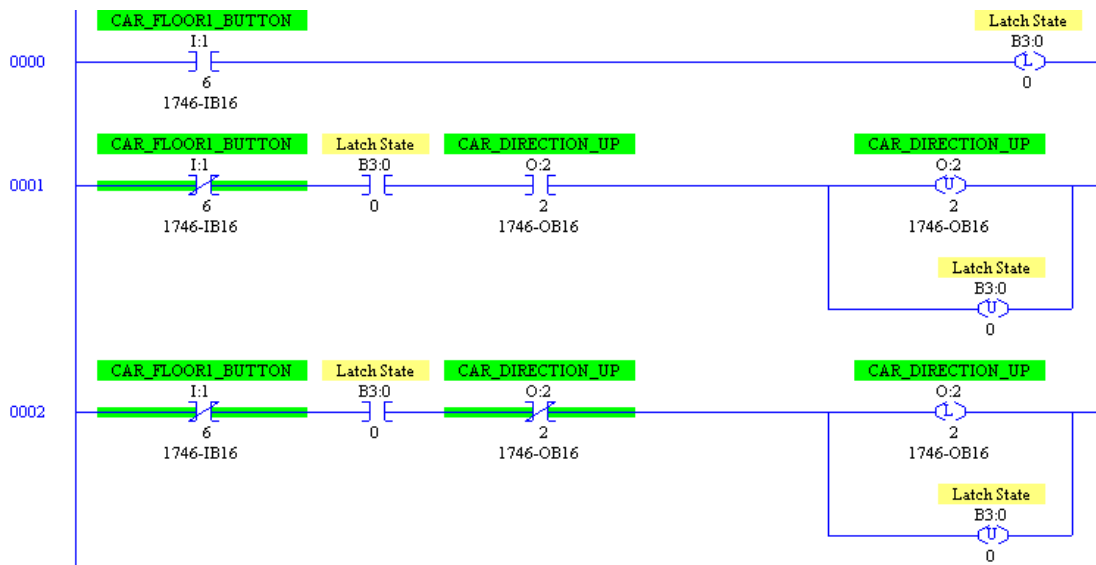 CAR_FLOOR1_BUTTON Latch State
I:1 B3:0
0000 L
6 0
1746-IB16
CAR_FLOOR1_BUTTON Latch State CAR_DIRECTION_UP CAR_DIRECTION_UP
I:1 B3:0 O:2 O:2
0001 U
6 0 2 2
1746-IB16 1746-OB16 1746-OB16
Latch State
B3:0
U
0
CAR_FLOOR1_BUTTON Latch State CAR_DIRECTION_UP CAR_DIRECTION_UP
I:1 B3:0 O:2 O:2
0002 L
6 0 2 2
1746-IB16 1746-OB16 1746-OB16
Latch State
B3:0
U
0